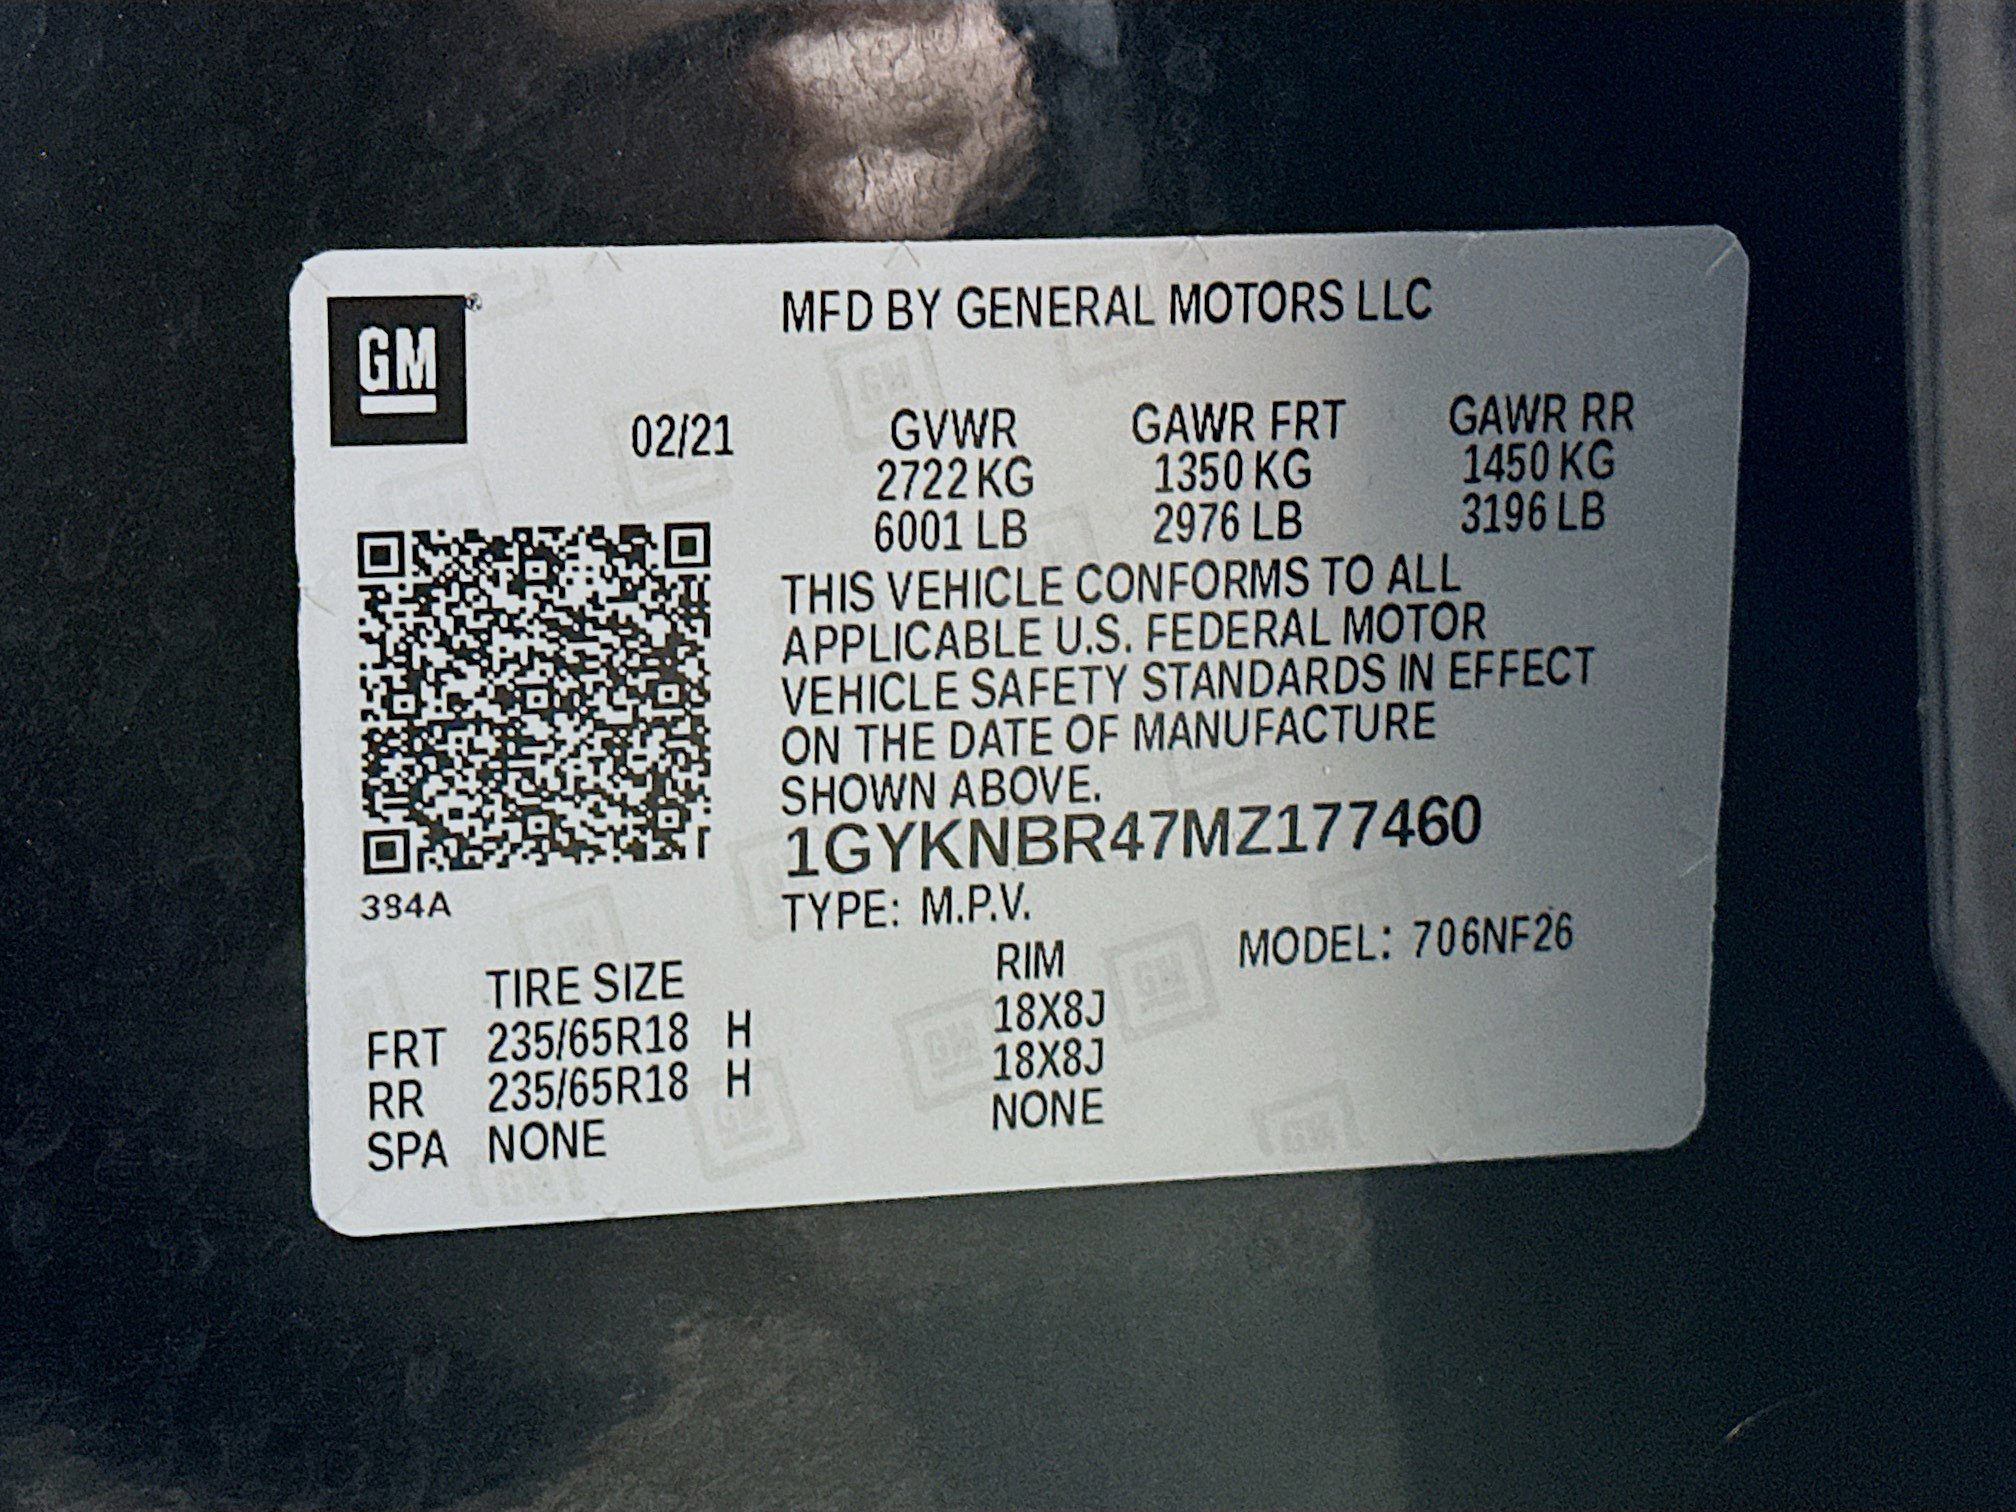 GM
MFD BY GENERAL MOTORS LLC
02/21 GVWR GAWR FRT GAWR RR
2722 KG 1350 KG 1450 KG
6001 LB 2976 LB 3196 LB
THIS VEHICLE CONFORMS TO ALL
APPLICABLE U.S. FEDERAL MOTOR
VEHICLE SAFETY STANDARDS IN EFFECT
ON THE DATE OF MANUFACTURE
SHOWN ABOVE.
1GYKNBR47MZ177460
384A
TYPE: M.P.V. MODEL: 706NF26
TIRE SIZE RIM
FRT 235/65R18 H 18X8J
RR 235/65R18 H 18X8J
SPA NONE NONE